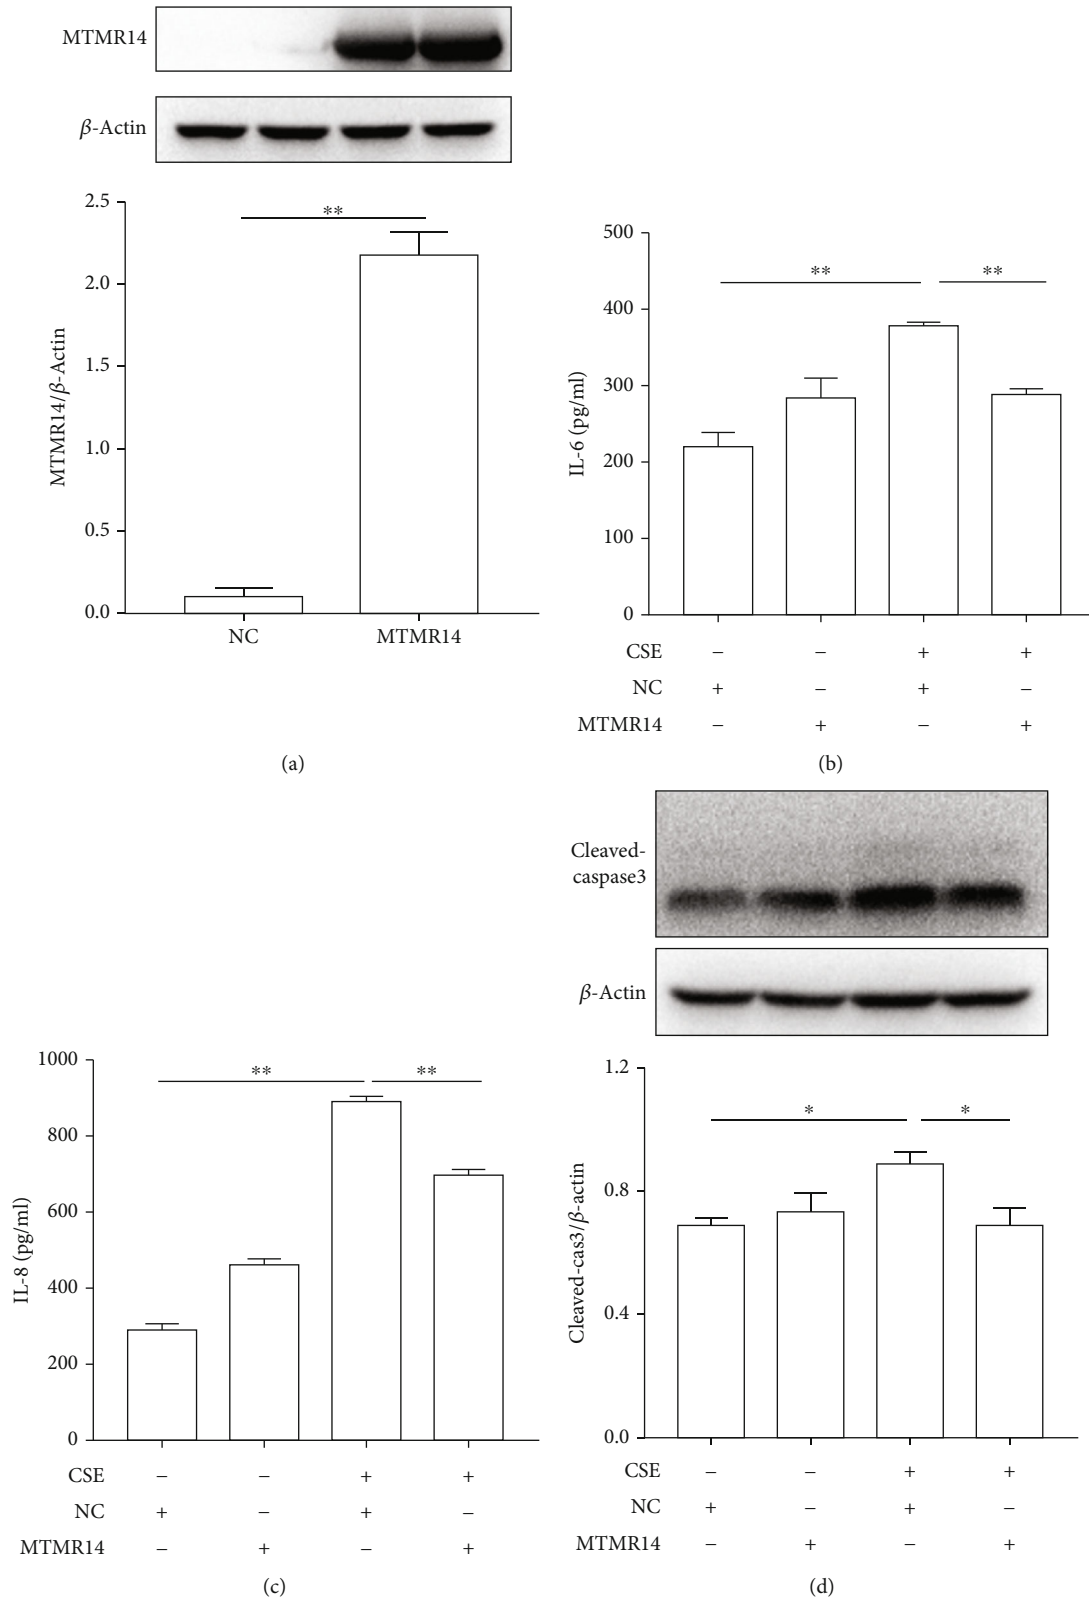 MTMR14
β-Actin
2.5
2.0
1.5
1.0
0.5
0.0
MTMR14/β-Actin
**
NC MTMR14
(a)
500
400
300
200
100
0
IL-6 (pg/ml)
** **
CSE – – + +
NC + – + –
MTMR14 – + – +
(b)
1000
800
600
400
200
0
IL-8 (pg/ml)
** **
CSE – – + +
NC + – + –
MTMR14 – + – +
(c)
Cleaved-
caspase3
β-Actin
1.2
0.8
0.4
0.0
Cleaved-cas3/β-actin
* *
CSE – – + +
NC + – + –
MTMR14 – + – +
(d)